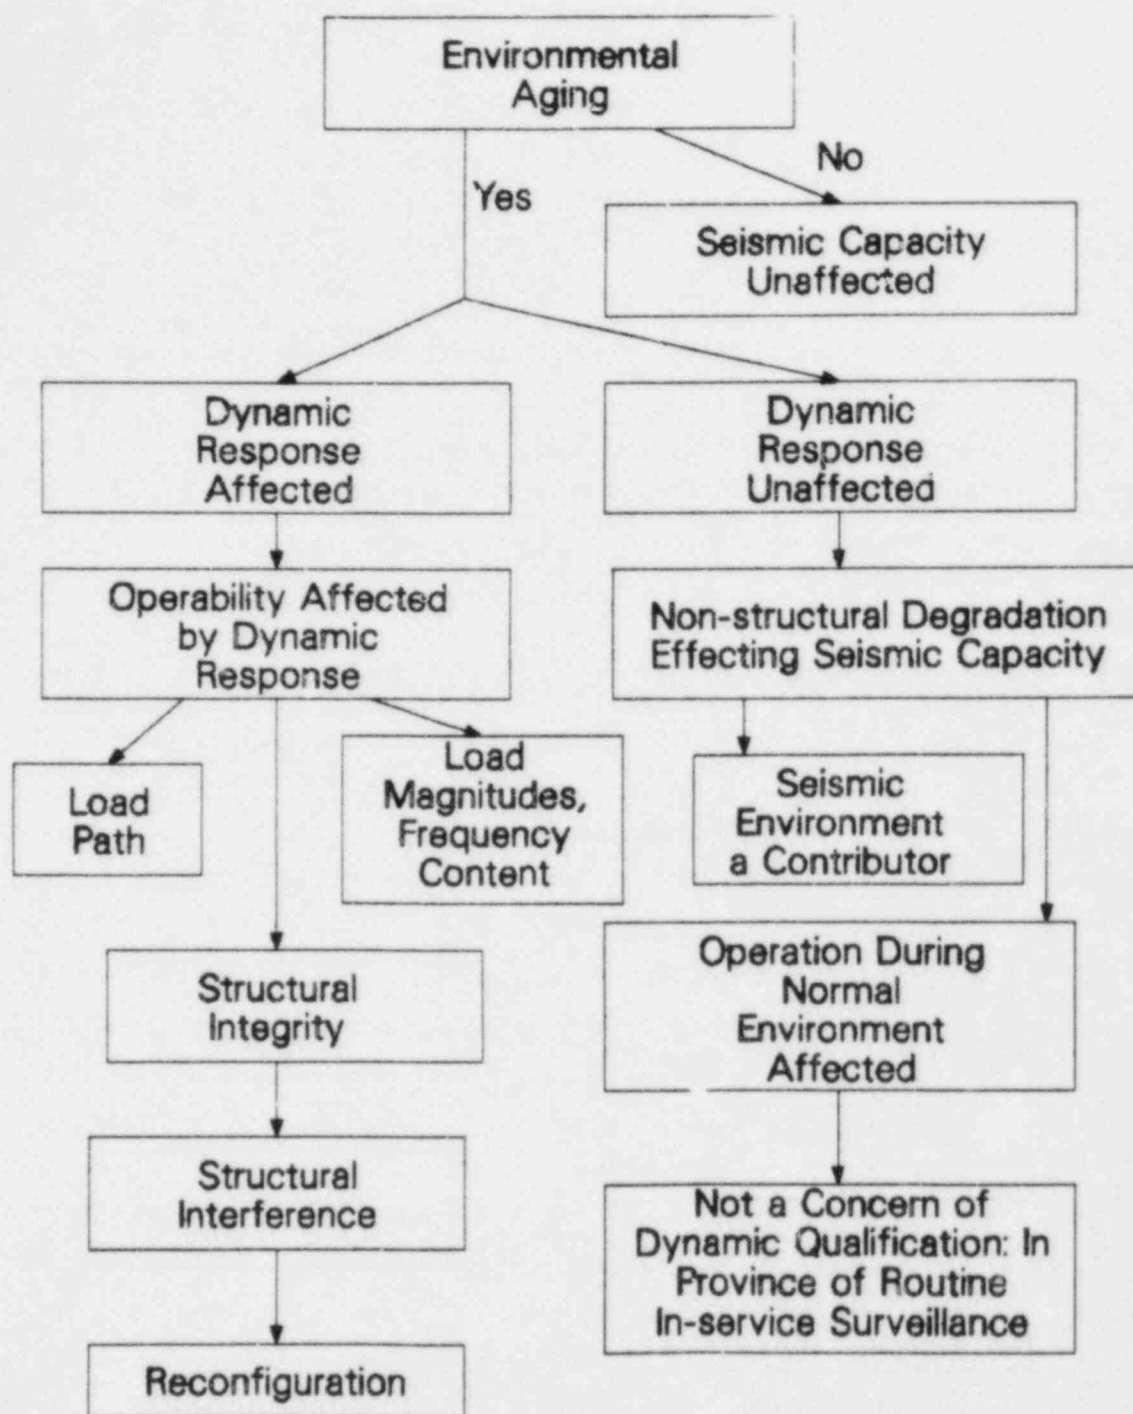 Environmental
Aging
No
Yes
Seismic Capacity
Unaffected
Dynamic
Response
Affected
Dynamic
Response
Unaffected
Operability Affected
by Dynamic
Response
Non-structural Degradation
Effecting Seismic Capacity
Load
Path
Load
Magnitudes,
Frequency
Content
Seismic
Environment
a Contributor
Structural
Integrity
Operation During
Normal
Environment
Affected
Structural
Interference
Not a Concern of
Dynamic Qualification: In
Province of Routine
In-service Surveillance
Reconfiguration